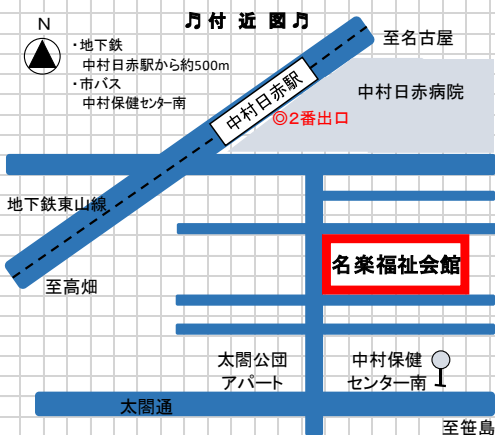 ♬付近図♬
N
・地下鉄
中村日赤駅から約500m
・市バス
中村保健センター南
至名古屋
中村日赤病院
中村日赤駅
◎2番出口
地下鉄東山線
至高畑
名楽福祉会館
太閤公団
アパート
中村保健
センター南
太閤通
至笹島